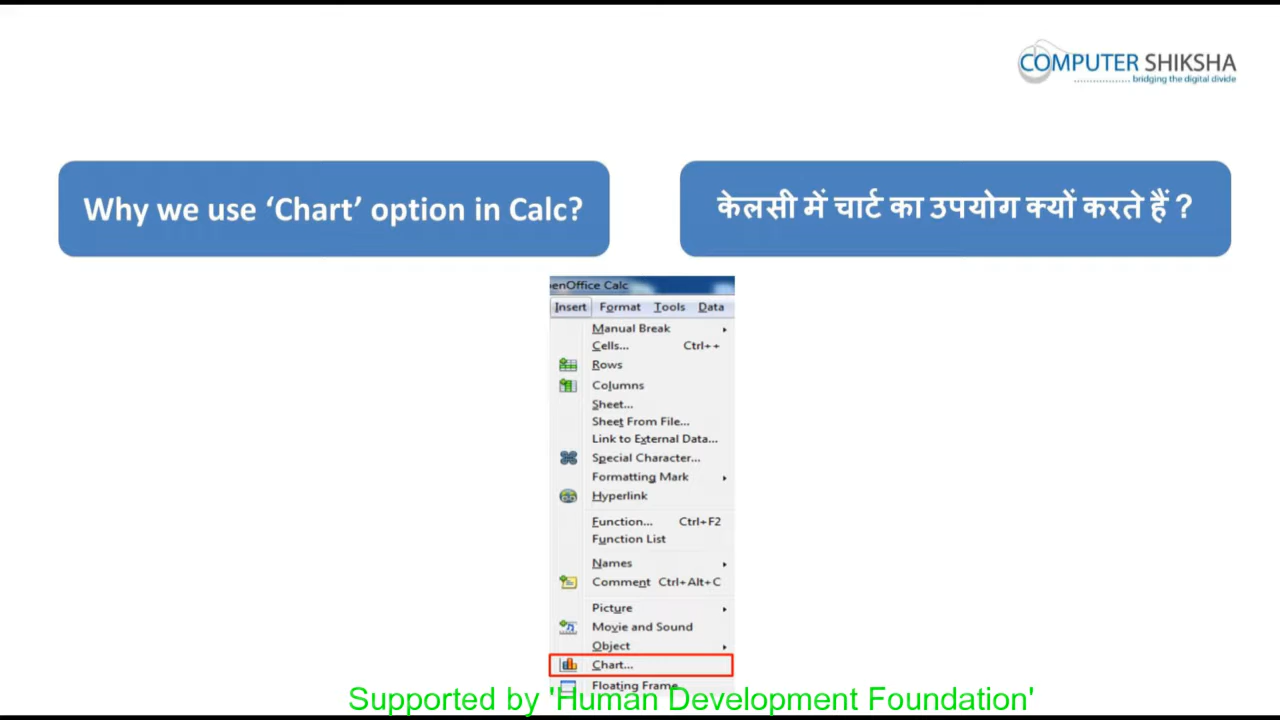 COMPUTER SHIKSHA
bridging the digital divide
Why we use ‘Chart’ option in Calc?
केलसी में चार्ट का उपयोग क्यों करते हैं ?
enOffice Calc
Insert Format Tools Data
Manual Break
Cells... Ctrl++
Rows
Columns
Sheet...
Sheet From File...
Link to External Data...
Special Character...
Formatting Mark
Hyperlink
Function... Ctrl+F2
Function List
Names
Comment Ctrl+Alt+C
Picture
Movie and Sound
Object
Chart...
Floating Frame
Supported by 'Human Development Foundation'